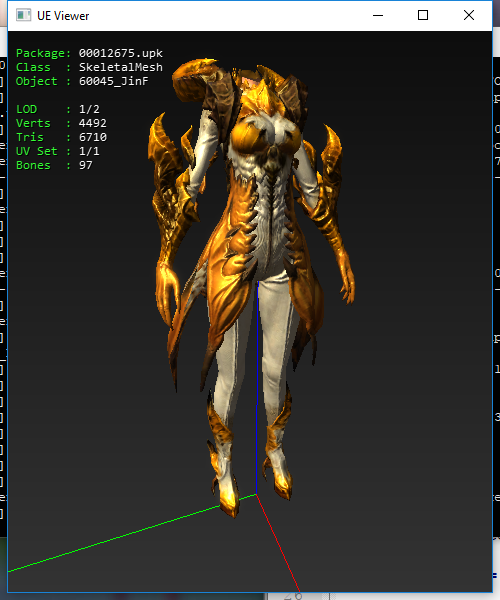 UE Viewer
Package: 00012675.upk
Class : SkeletalMesh
Object : 60045_JinF
LOD : 1/2
Verts : 4492
Tris : 6710
UV Set : 1/1
Bones : 97